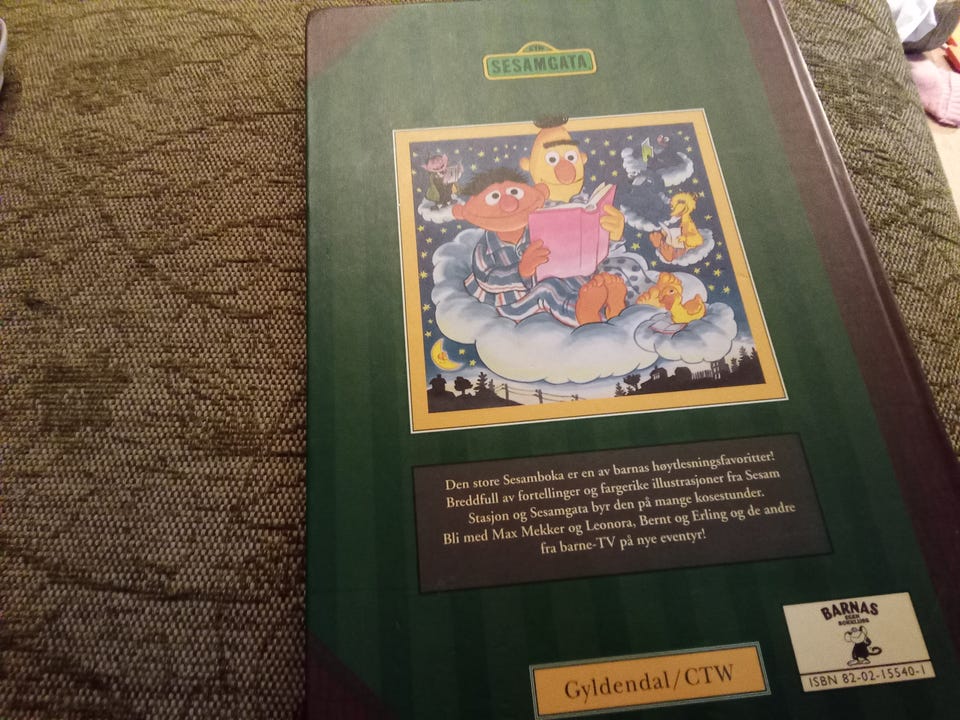 SESAMGATA
Den store Sesamboka er en av barnas høytlesningsfavoritter!
Breddfull av fortellinger og fargerike illustrasjoner fra Sesam
Stasjon og Sesamgata byr den på mange kosestunder.
Bli med Max Mekker og Leonora, Bernt og Erling og de andre
fra barne-TV på nye eventyr!
BARNAS
EGEN
BOKKLUBB
ISBN 82-02-15540-1
Gyldendal/CTW